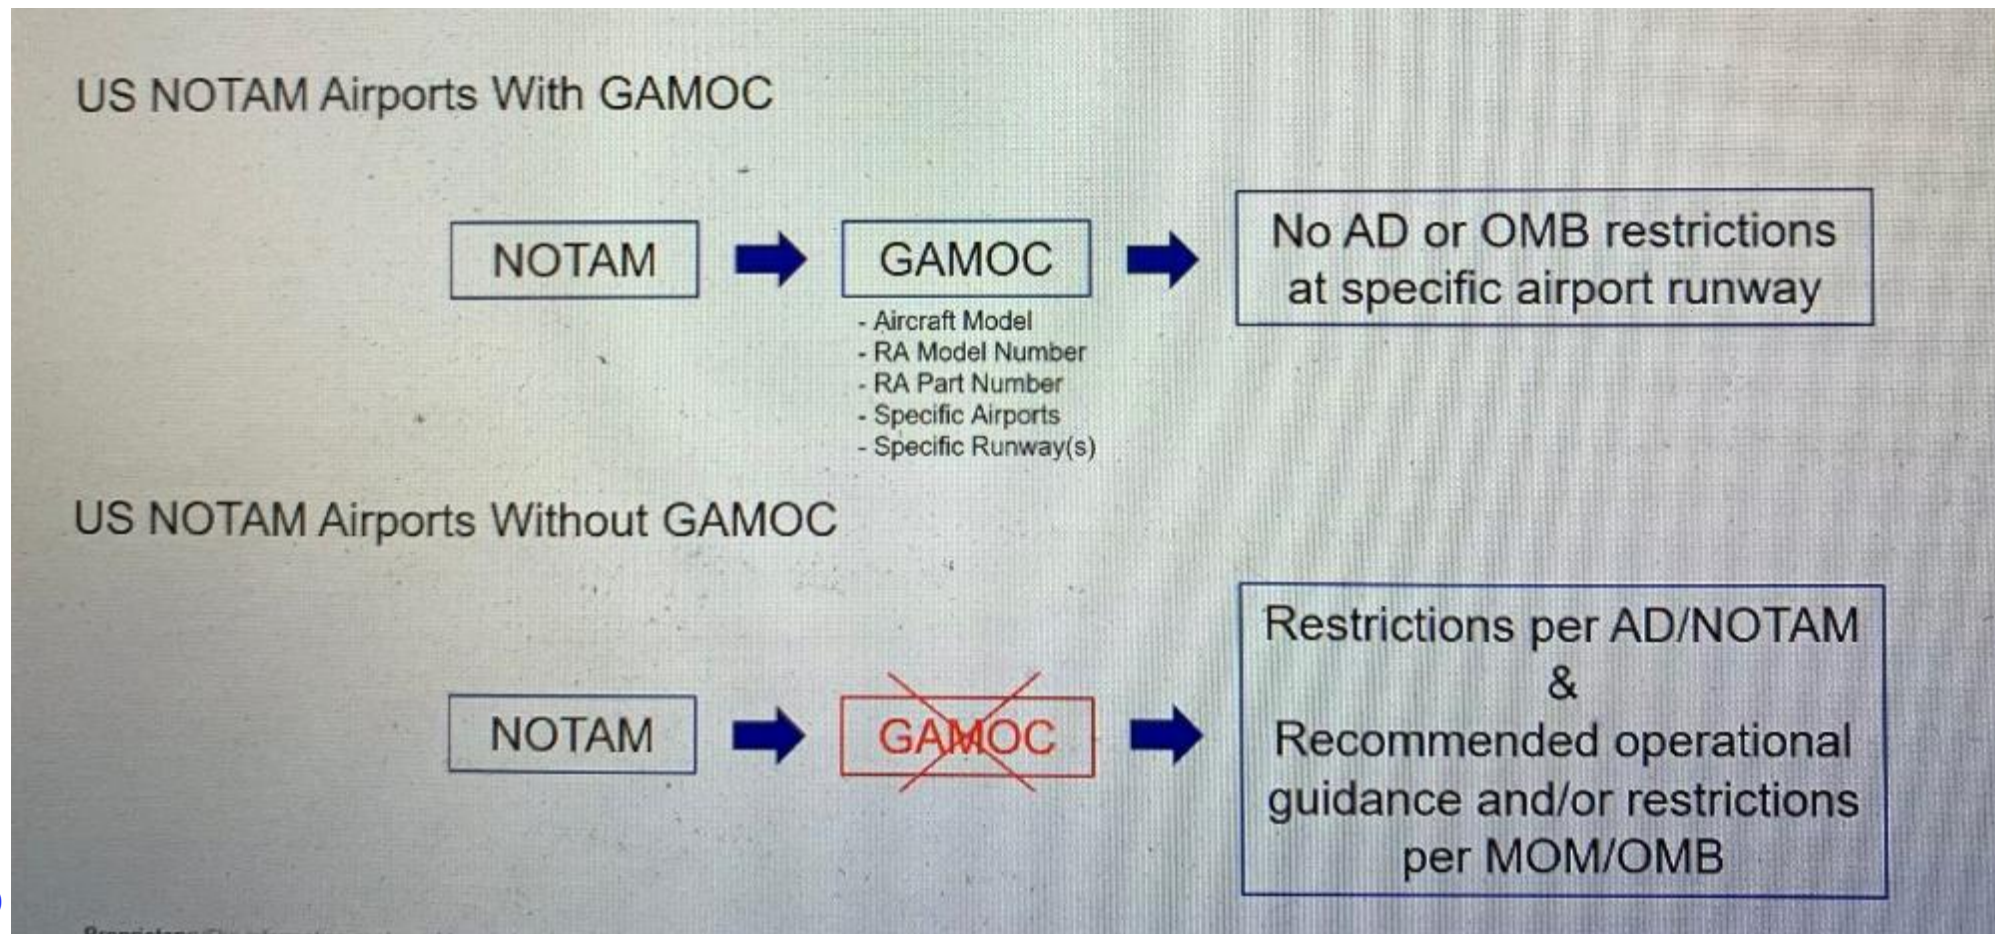 US NOTAM Airports With GAMOC
NOTAM
GAMOC
- Aircraft Model
- RA Model Number
- RA Part Number
- Specific Airports
- Specific Runway(s)
No AD or OMB restrictions
at specific airport runway
US NOTAM Airports Without GAMOC
NOTAM
GAMOC
Restrictions per AD/NOTAM
&
Recommended operational
guidance and/or restrictions
per MOM/OMB